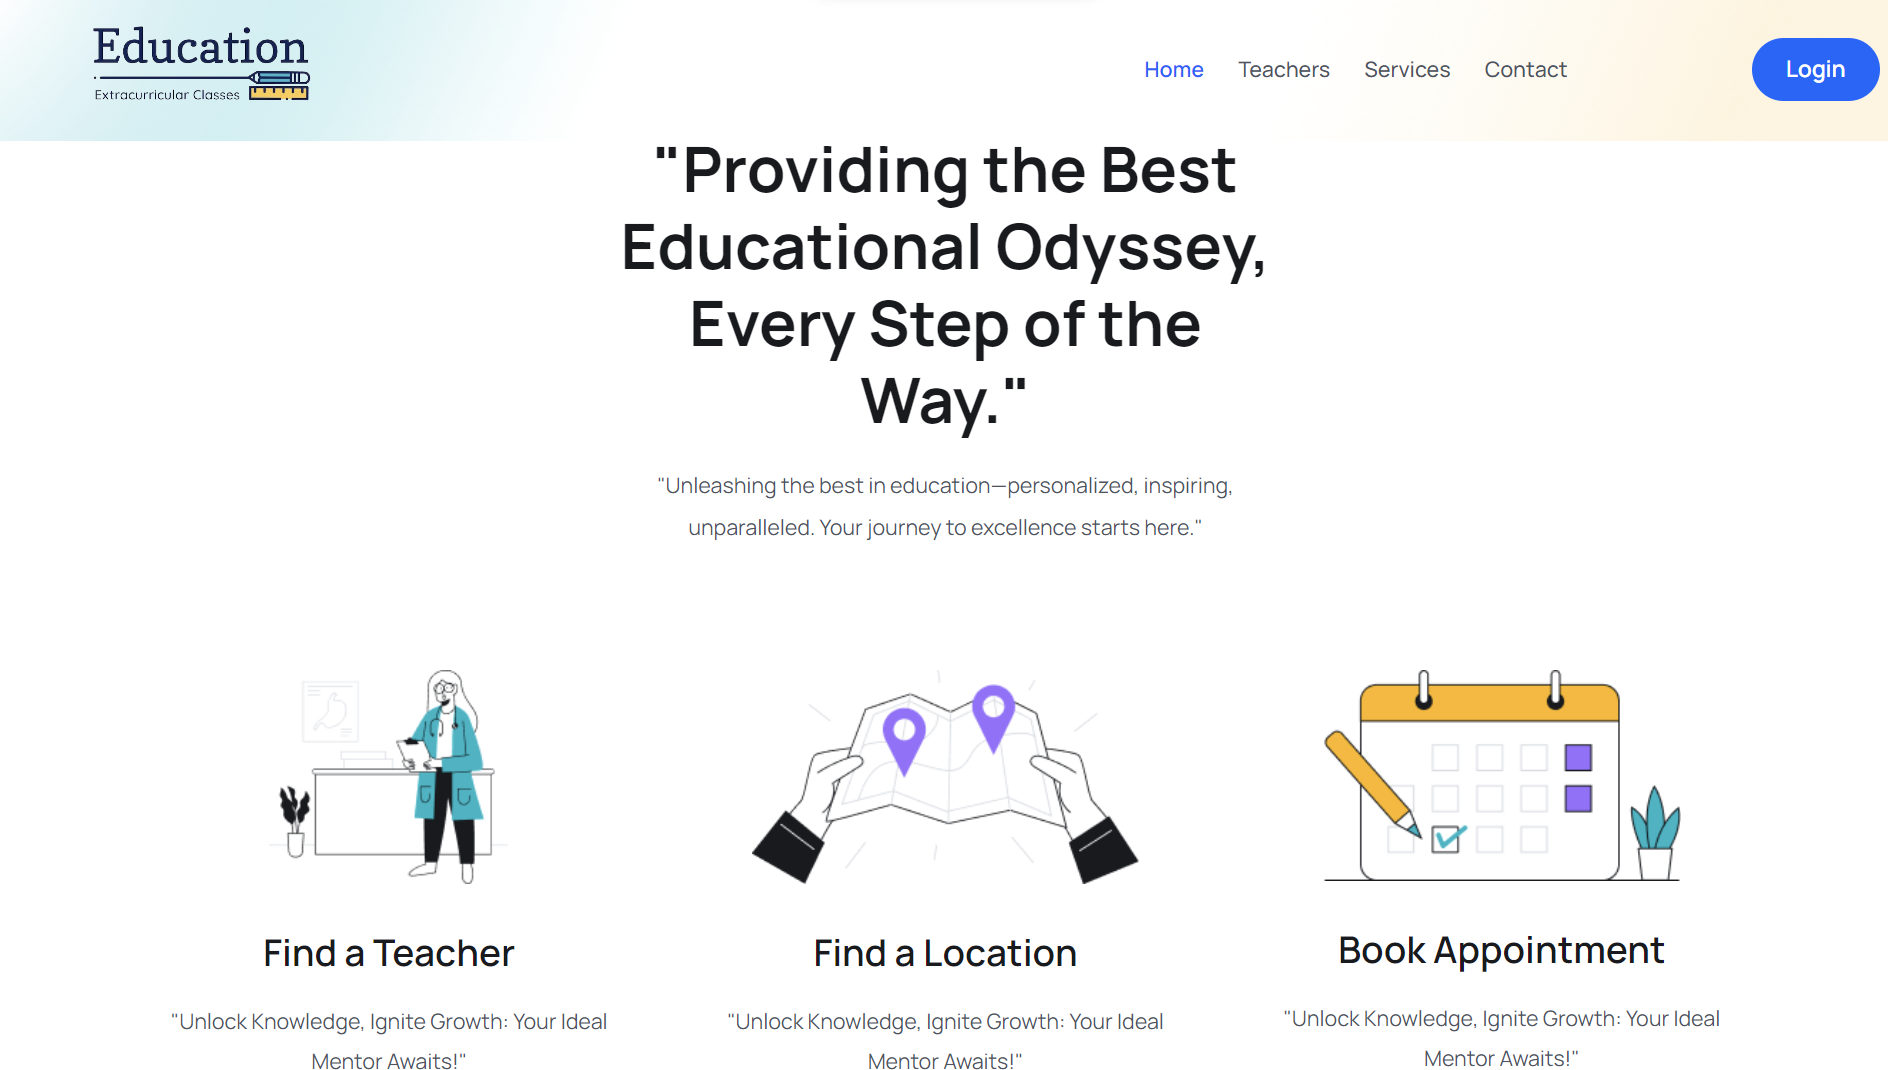 Education
Extracurricular Classes
Home Teachers Services Contact
Login
"Providing the Best
Educational Odyssey,
Every Step of the
Way."
"Unleashing the best in education—personalized, inspiring,
unparalleled. Your journey to excellence starts here."
Find a Teacher
"Unlock Knowledge, Ignite Growth: Your Ideal
Mentor Awaits!"
Find a Location
"Unlock Knowledge, Ignite Growth: Your Ideal
Mentor Awaits!"
Book Appointment
"Unlock Knowledge, Ignite Growth: Your Ideal
Mentor Awaits!"